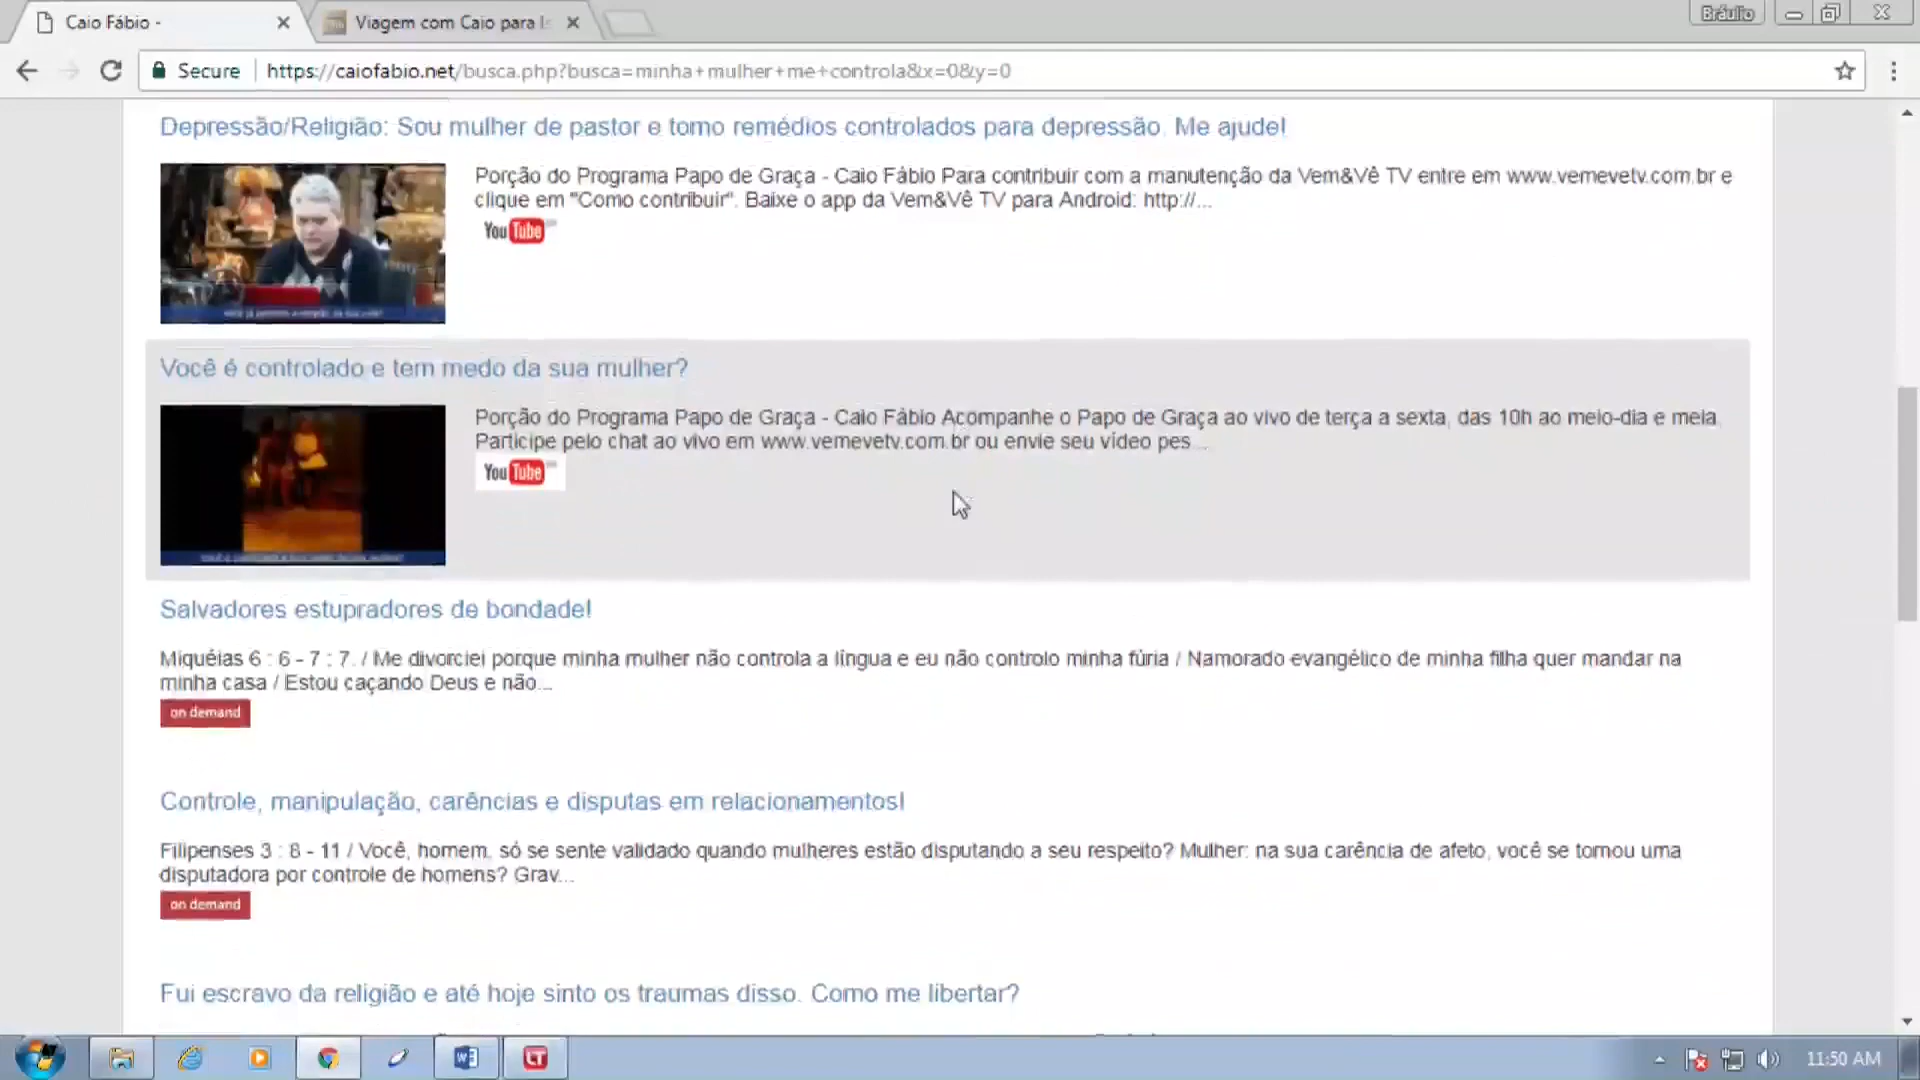 Caio Fábio -
Viagem com Caio para Is
Bráulio
Secure
https://caiofabio.net/busca.php?busca=minha+mulher+me+controla&x=0&y=0
Depressão/Religião: Sou mulher de pastor e tomo remédios controlados para depressão. Me ajude!
Porção do Programa Papo de Graça - Caio Fábio Para contribuir com a manutenção da Vem&Vê TV entre em www.vemevetv.com.br e
clique em "Como contribuir". Baixe o app da Vem&Vê TV para Android: http://...
YouTube
Você é controlado e tem medo da sua mulher?
Porção do Programa Papo de Graça - Caio Fábio Acompanhe o Papo de Graça ao vivo de terça a sexta, das 10h ao meio-dia e meia.
Participe pelo chat ao vivo em www.vemevetv.com.br ou envie seu vídeo pes...
YouTube
Salvadores estupradores de bondade!
Miquéias 6 : 6 - 7 : 7. / Me divorciei porque minha mulher não controla a língua e eu não controlo minha fúria / Namorado evangélico de minha filha quer mandar na
minha casa / Estou caçando Deus e não...
on demand
Controle, manipulação, carências e disputas em relacionamentos!
Filipenses 3 : 8 - 11 / Você, homem, só se sente validado quando mulheres estão disputando a seu respeito? Mulher: na sua carência de afeto, você se tornou uma
disputadora por controle de homens? Grav...
on demand
Fui escravo da religião e até hoje sinto os traumas disso. Como me libertar?
11:50 AM